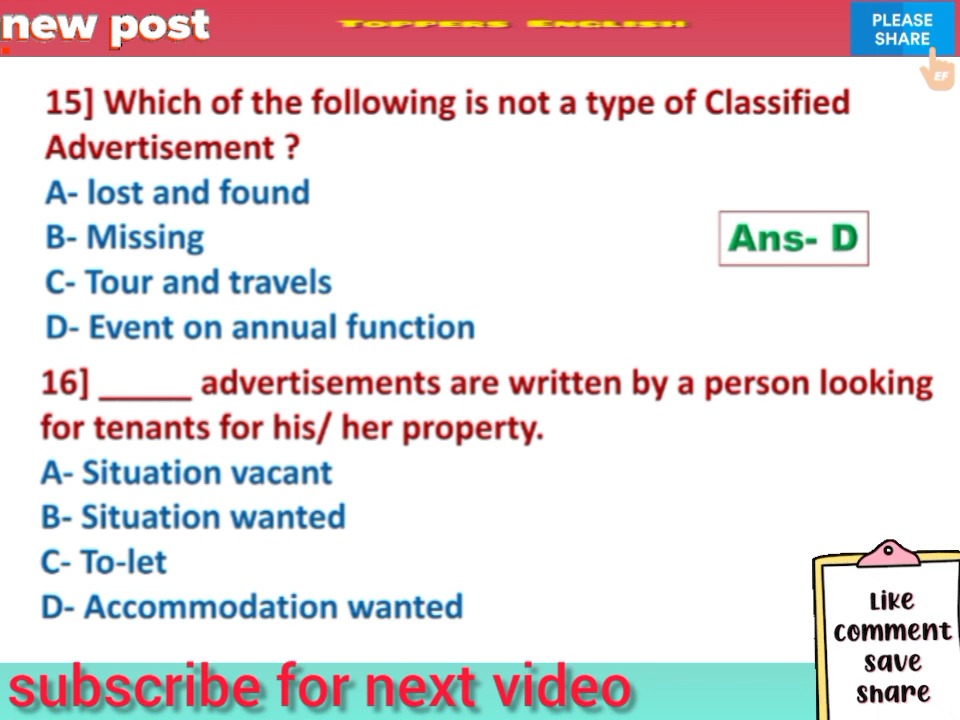 new post
TOPPERS ENGLISH
PLEASE
SHARE
EF
15] Which of the following is not a type of Classified
Advertisement ?
A- lost and found
B- Missing
Ans- D
C- Tour and travels
D- Event on annual function
16] _____ advertisements are written by a person looking
for tenants for his/ her property.
A- Situation vacant
B- Situation wanted
C- To-let
D- Accommodation wanted
Like
comment
save
share
subscribe for next video